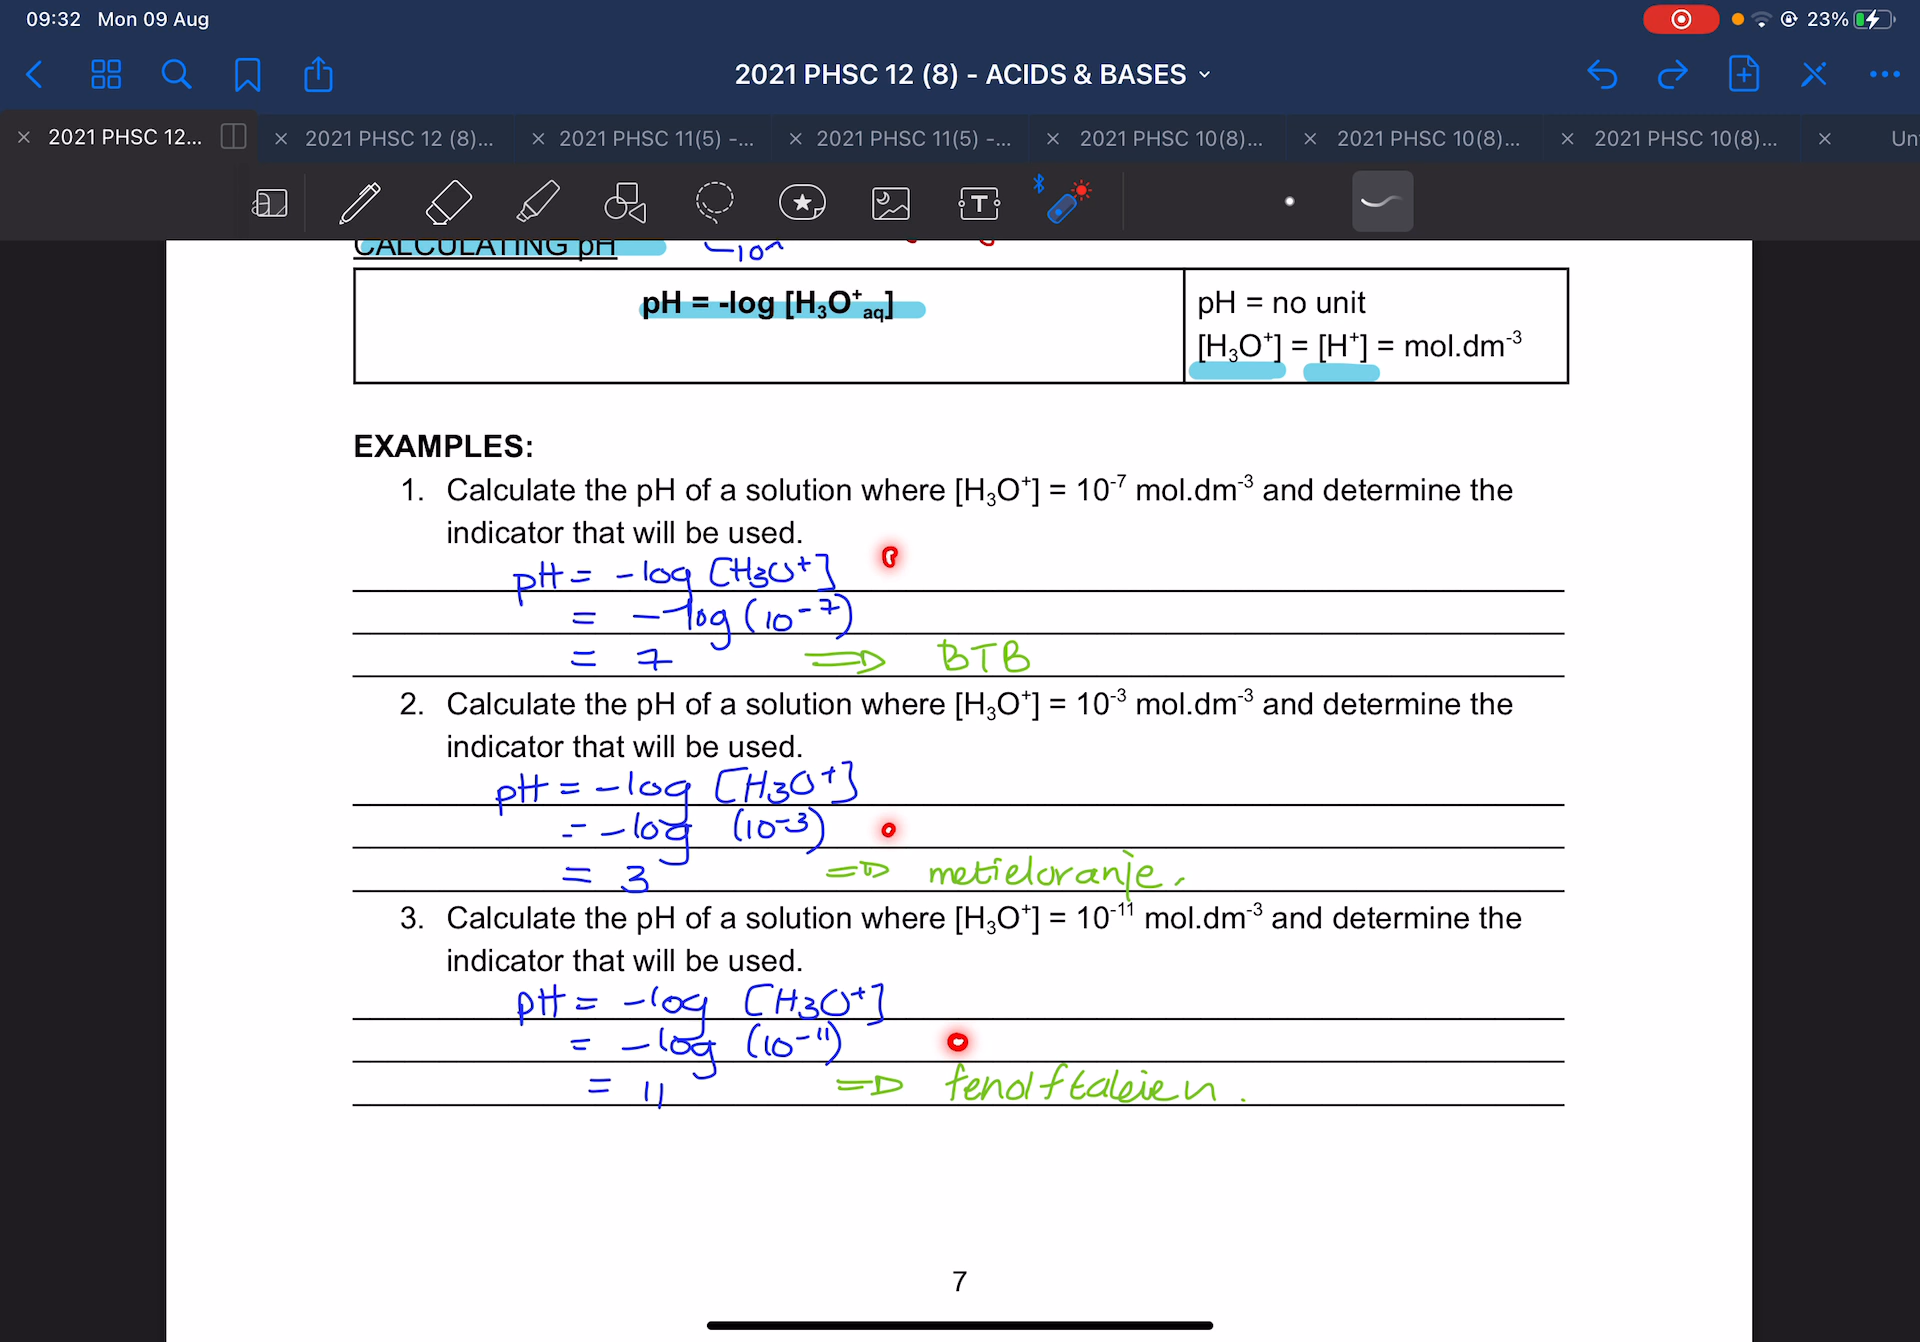 09:32 Mon 09 Aug
23%
2021 PHSC 12 (8) - ACIDS & BASES
2021 PHSC 12...
2021 PHSC 12 (8)...
2021 PHSC 11(5) -...
2021 PHSC 11(5) -...
2021 PHSC 10(8)...
2021 PHSC 10(8)...
2021 PHSC 10(8)...
Un
CALCULATING pH
pH = -log [H₃O⁺aq]
pH = no unit
[H₃O⁺] = [H⁺] = mol.dm⁻³
EXAMPLES:
1. Calculate the pH of a solution where [H₃O⁺] = 10⁻⁷ mol.dm⁻³ and determine the
indicator that will be used.
pH = -log [H₃O⁺]
= -log (10⁻⁷)
= 7 ⇒ BTB
2. Calculate the pH of a solution where [H₃O⁺] = 10⁻³ mol.dm⁻³ and determine the
indicator that will be used.
pH = -log [H₃O⁺]
= -log (10⁻³)
= 3 ⇒ metieloranje.
3. Calculate the pH of a solution where [H₃O⁺] = 10⁻¹¹ mol.dm⁻³ and determine the
indicator that will be used.
pH = -log [H₃O⁺]
= -log (10⁻¹¹)
= 11 ⇒ fenolftaleien.
7